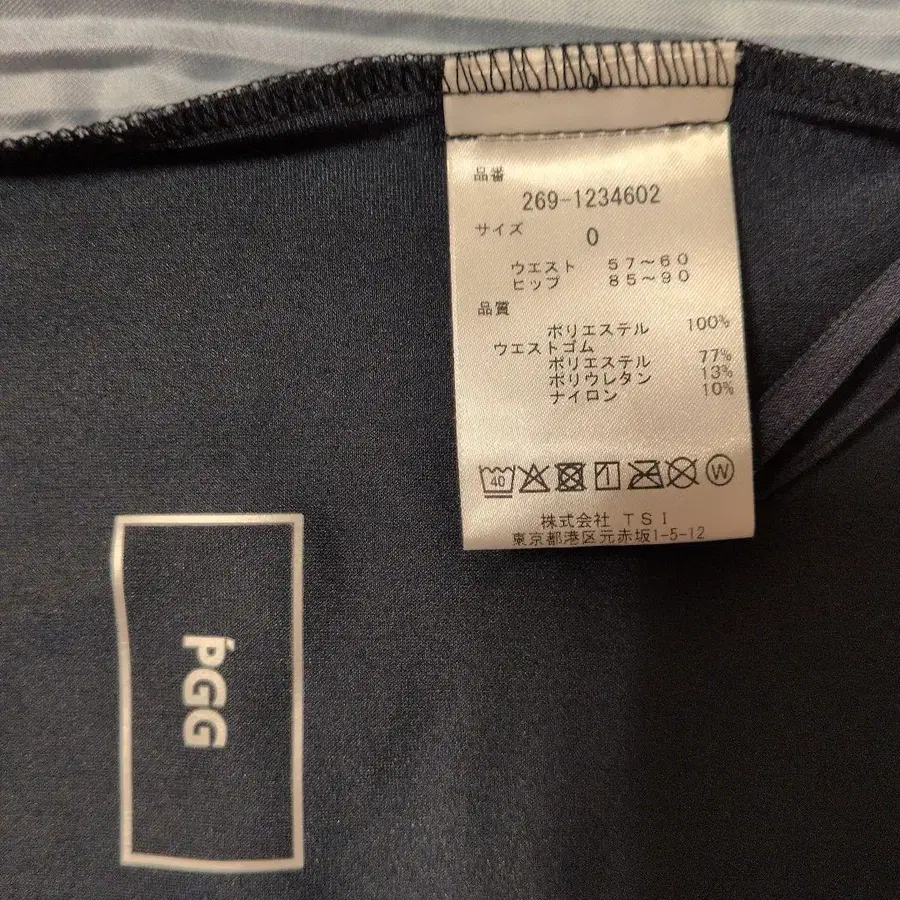 品番
269-1234602
サイズ 0
ウエスト 57～60
ヒップ 85～90
品質
ポリエステル 100%
ウエストゴム
ポリエステル 77%
ポリウレタン 13%
ナイロン 10%
40 W
株式会社 TSI
東京都港区元赤坂1-5-12
PGG